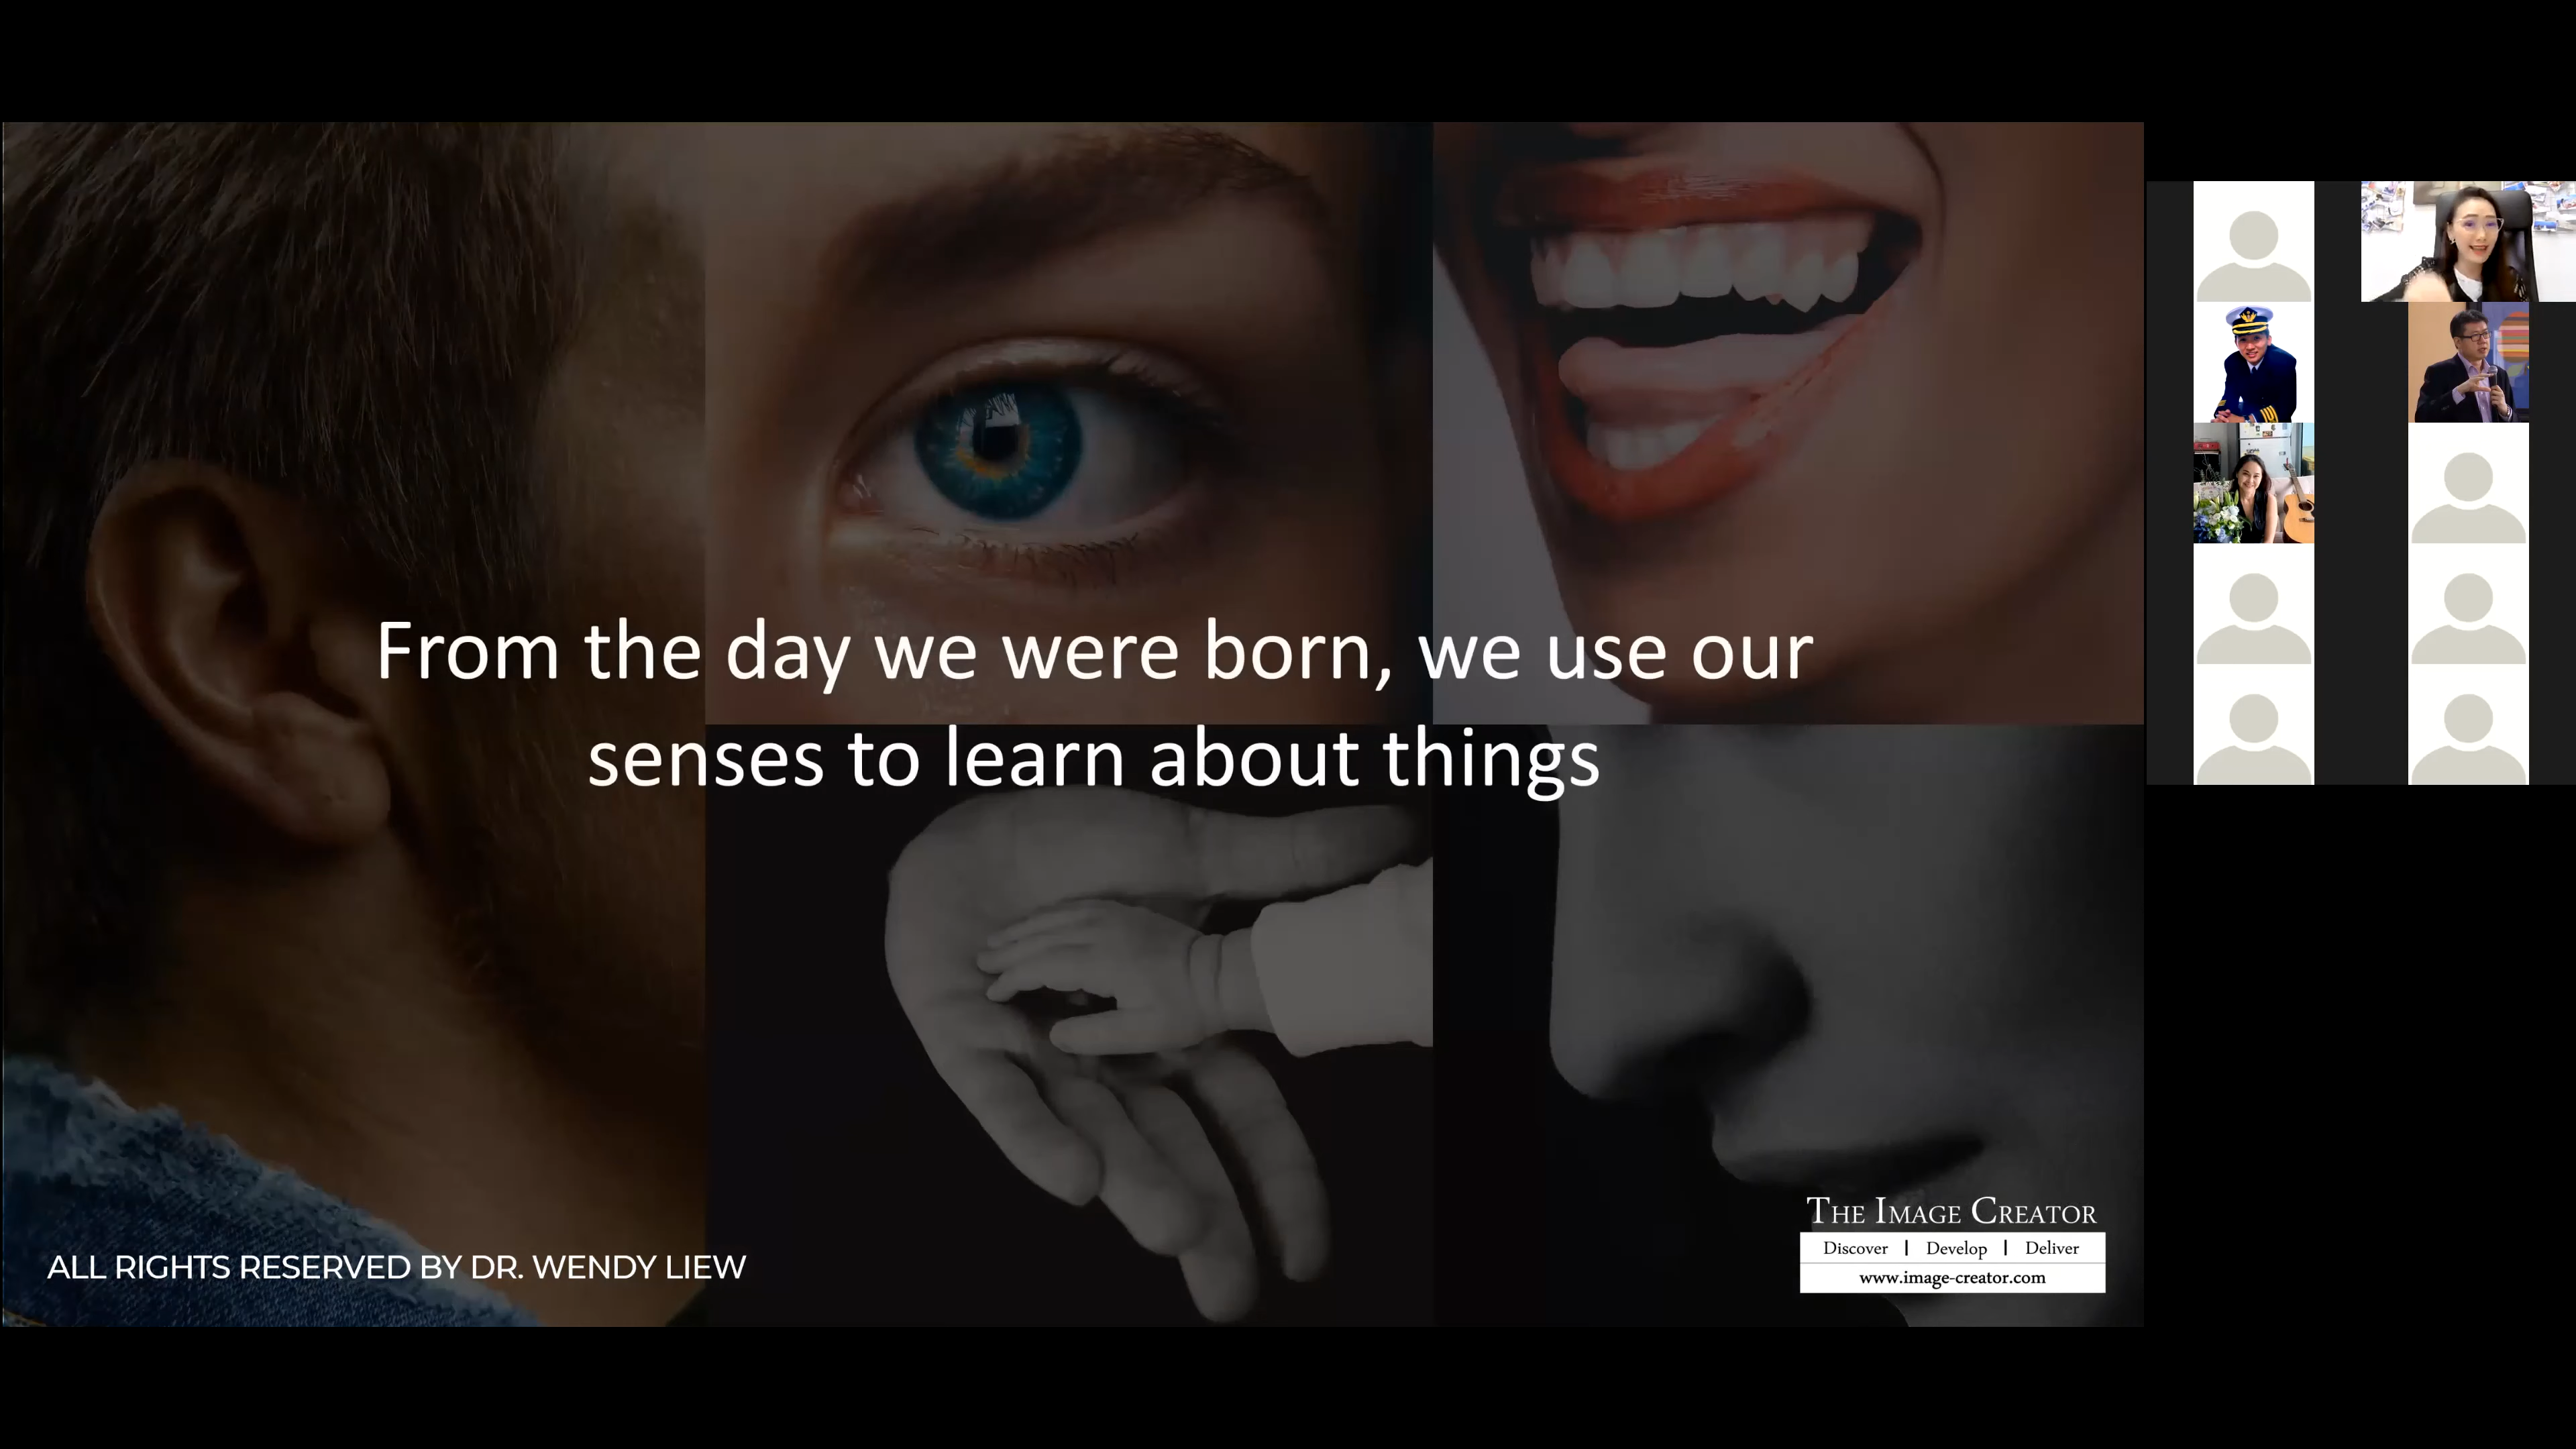 From the day we were born, we use our
senses to learn about things
ALL RIGHTS RESERVED BY DR. WENDY LIEW
THE IMAGE CREATOR
Discover | Develop | Deliver
www.image-creator.com